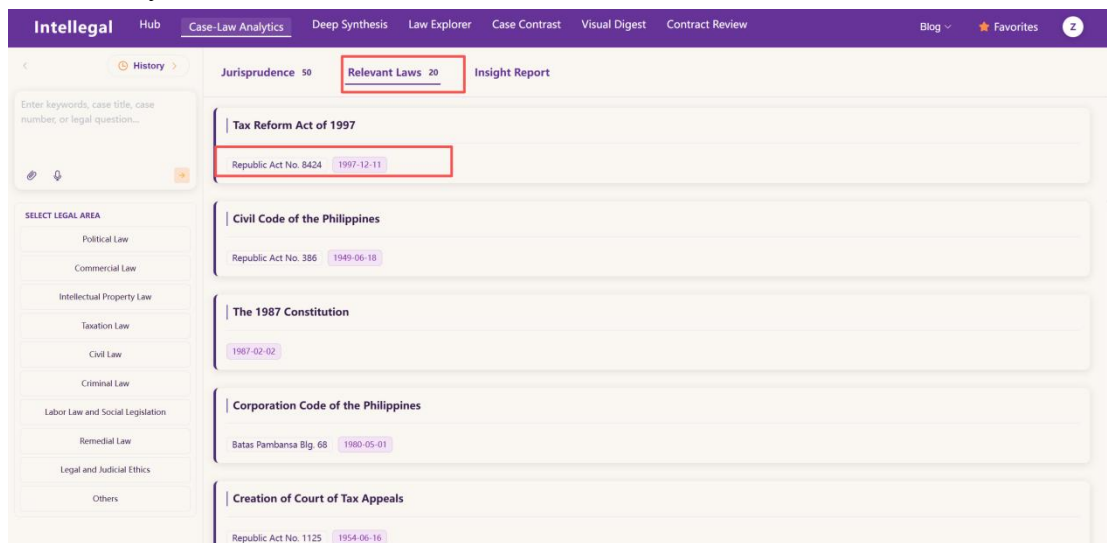 Intellegal Hub Case-Law Analytics Deep Synthesis Law Explorer Case Contrast Visual Digest Contract Review Blog Favorites Z
History
Enter keywords, case title, case
number, or legal question...
SELECT LEGAL AREA
Political Law
Commercial Law
Intellectual Property Law
Taxation Law
Civil Law
Criminal Law
Labor Law and Social Legislation
Remedial Law
Legal and Judicial Ethics
Others
Jurisprudence 50 Relevant Laws 20 Insight Report
Tax Reform Act of 1997
Republic Act No. 8424 1997-12-11
Civil Code of the Philippines
Republic Act No. 386 1949-06-18
The 1987 Constitution
1987-02-02
Corporation Code of the Philippines
Batas Pambansa Blg. 68 1980-05-01
Creation of Court of Tax Appeals
Republic Act No. 1125 1954-06-16